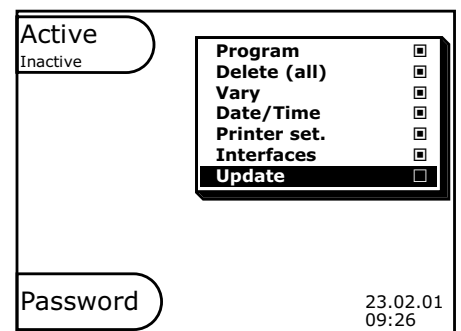 Active
Inactive
Program
Delete (all)
Vary
Date/Time
Printer set.
Interfaces
Update
Password
23.02.01
09:26